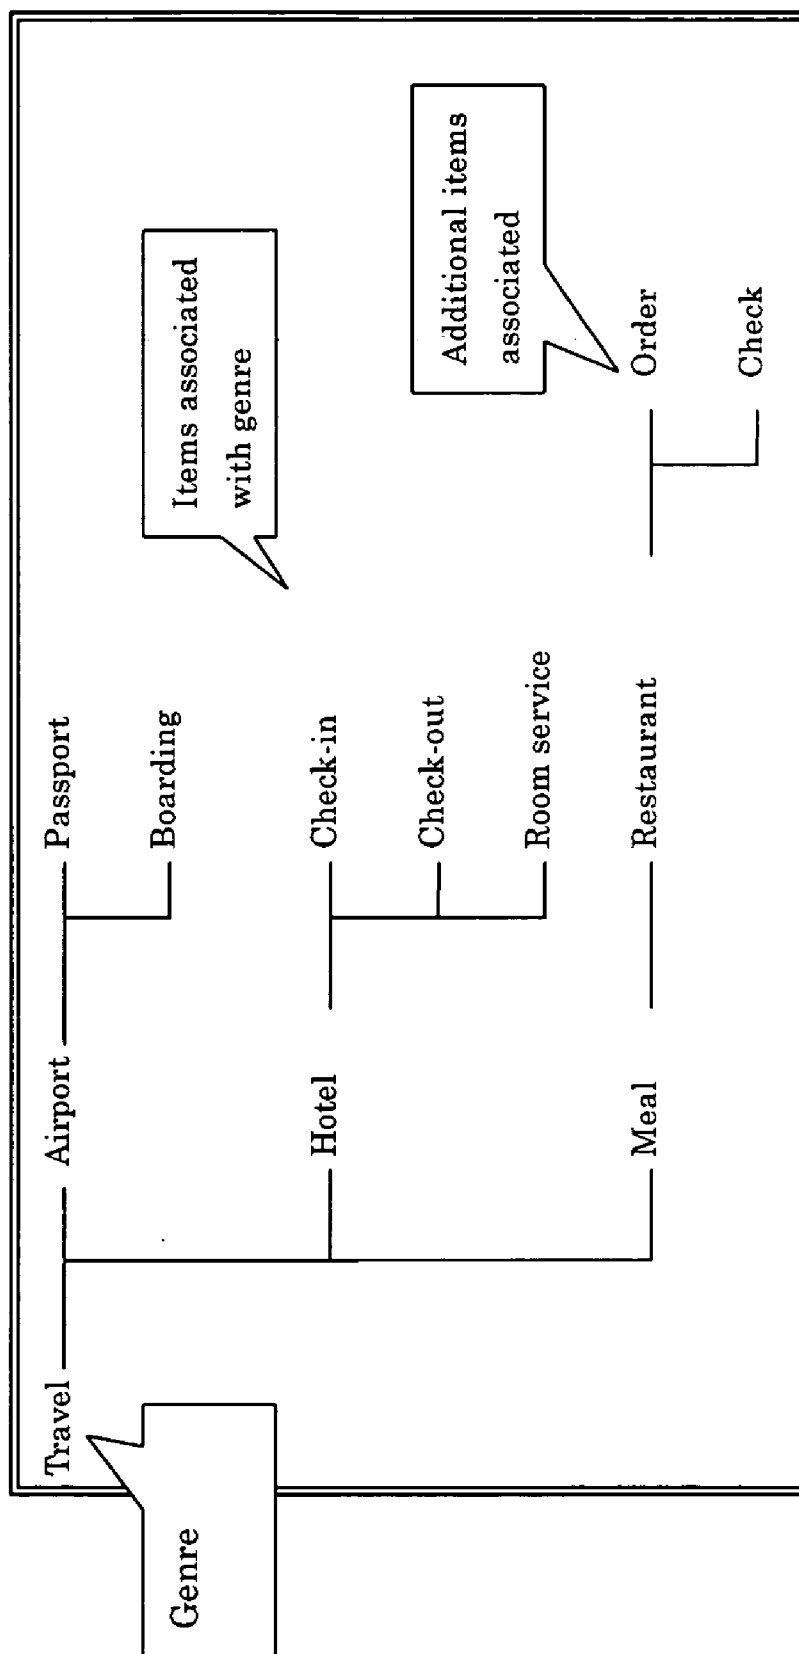 Travel
Airport
Passport
Boarding
Hotel
Check-in
Check-out
Room service
Meal
Restaurant
Order
Check
Genre
Items associated
with genre
Additional items
associated